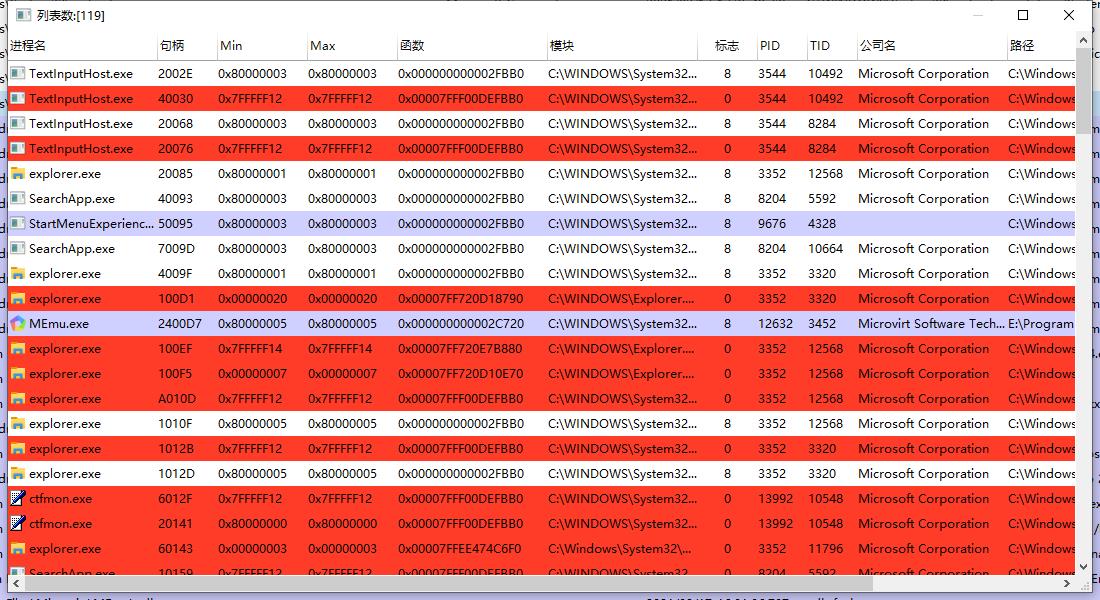 列表数:[119]
进程名 句柄 Min Max 函数 模块 标志 PID TID 公司名 路径
TextInputHost.exe 2002E 0x80000003 0x80000003 0x000000000002FBB0 C:\WINDOWS\System32... 8 3544 10492 Microsoft Corporation C:\Windows
TextInputHost.exe 40030 0x7FFFFF12 0x7FFFFF12 0x00007FFF00DEFBB0 C:\WINDOWS\System32... 0 3544 10492 Microsoft Corporation C:\Windows
TextInputHost.exe 20068 0x80000003 0x80000003 0x000000000002FBB0 C:\WINDOWS\System32... 8 3544 8284 Microsoft Corporation C:\Windows
TextInputHost.exe 20076 0x7FFFFF12 0x7FFFFF12 0x00007FFF00DEFBB0 C:\WINDOWS\System32... 0 3544 8284 Microsoft Corporation C:\Windows
explorer.exe 20085 0x80000001 0x80000001 0x000000000002FBB0 C:\WINDOWS\System32... 8 3352 12568 Microsoft Corporation C:\Windows
SearchApp.exe 40093 0x80000003 0x80000003 0x000000000002FBB0 C:\WINDOWS\System32... 8 8204 5592 Microsoft Corporation C:\Windows
StartMenuExperienc... 50095 0x80000003 0x80000003 0x000000000002FBB0 C:\WINDOWS\System32... 8 9676 4328 C:\Windows
SearchApp.exe 7009D 0x80000003 0x80000003 0x000000000002FBB0 C:\WINDOWS\System32... 8 8204 10664 Microsoft Corporation C:\Windows
explorer.exe 4009F 0x80000001 0x80000001 0x000000000002FBB0 C:\WINDOWS\System32... 8 3352 3320 Microsoft Corporation C:\Windows
explorer.exe 100D1 0x00000020 0x00000020 0x00007FF720D18790 C:\WINDOWS\Explorer.... 0 3352 3320 Microsoft Corporation C:\Windows
MEmu.exe 2400D7 0x80000005 0x80000005 0x000000000002C720 C:\WINDOWS\System32... 8 12632 3452 Microvirt Software Tech... E:\Program
explorer.exe 100EF 0x7FFFFF14 0x7FFFFF14 0x00007FF720E7B880 C:\WINDOWS\Explorer.... 0 3352 12568 Microsoft Corporation C:\Windows
explorer.exe 100F5 0x00000007 0x00000007 0x00007FF720D10E70 C:\WINDOWS\Explorer.... 0 3352 12568 Microsoft Corporation C:\Windows
explorer.exe A010D 0x7FFFFF12 0x7FFFFF12 0x00007FFF00DEFBB0 C:\WINDOWS\System32... 0 3352 12568 Microsoft Corporation C:\Windows
explorer.exe 1010F 0x80000005 0x80000005 0x000000000002FBB0 C:\WINDOWS\System32... 8 3352 12568 Microsoft Corporation C:\Windows
explorer.exe 1012B 0x7FFFFF12 0x7FFFFF12 0x00007FFF00DEFBB0 C:\WINDOWS\System32... 0 3352 3320 Microsoft Corporation C:\Windows
explorer.exe 1012D 0x80000005 0x80000005 0x000000000002FBB0 C:\WINDOWS\System32... 8 3352 3320 Microsoft Corporation C:\Windows
ctfmon.exe 6012F 0x7FFFFF12 0x7FFFFF12 0x00007FFF00DEFBB0 C:\WINDOWS\System32... 0 13992 10548 Microsoft Corporation C:\Windows
ctfmon.exe 20141 0x80000000 0x80000000 0x00007FFF00DEFBB0 C:\WINDOWS\System32... 0 13992 10548 Microsoft Corporation C:\Windows
explorer.exe 60143 0x00000003 0x00000003 0x00007FFEE474C6F0 C:\Windows\System32\... 0 3352 11796 Microsoft Corporation C:\Windows
SearchApp.exe 10159 0x7FFFFF12 0x7FFFFF12 0x00007FFF00DEFBB0 C:\WINDOWS\System32... 0 8204 5592 Microsoft Corporation C:\Windows